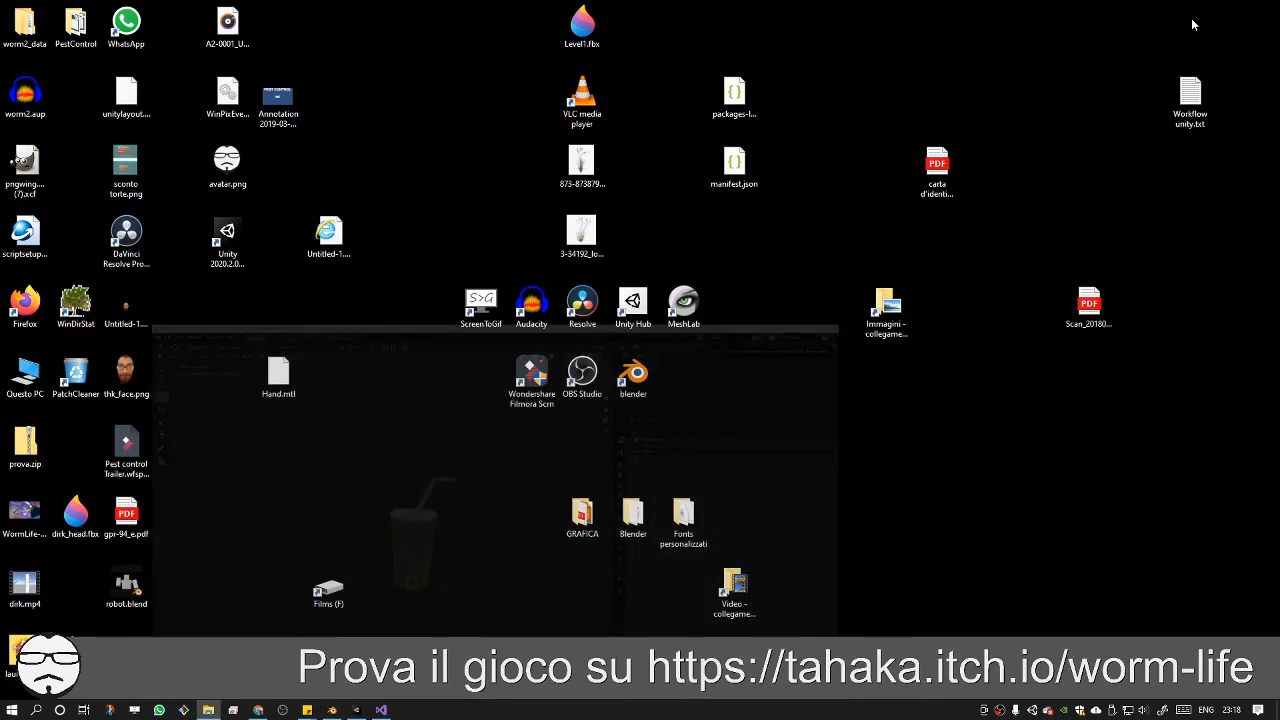 worm2_data
PestControl
WhatsApp
A2-0001_U...
Level1.fbx
worm2.aup
unitylayout....
WinPixEve...
PEST CONTROL
Annotation
2019-03-...
VLC media
player
packages-l...
Workflow
unity.txt
pngwing....
(7).xcf
sconto
torte.png
avatar.png
873-873879...
manifest.json
PDF
carta
d'identi...
scriptsetup...
DaVinci
Resolve Pro...
Unity
2020.2.0...
Untitled-1....
3-34192_lo...
Firefox
WinDirStat
Untitled-1....
S>G
ScreenToGif
Audacity
Resolve
Unity Hub
MeshLab
Immagini -
collegame...
PDF
Scan_20180...
Questo PC
PatchCleaner
thk_face.png
Hand.mtl
Wondershare
Filmora Scrn
OBS Studio
blender
prova.zip
Pest control
Trailer.wfsp...
WormLife-...
dirk_head.fbx
PDF
gpr-94_e.pdf
GRAFICA
Blender
Fonts
personalizzati
dirk.mp4
robot.blend
Films (F)
Video -
collegame...
Prova il gioco su https://tahaka.itch.io/worm-life
ENG
23:18